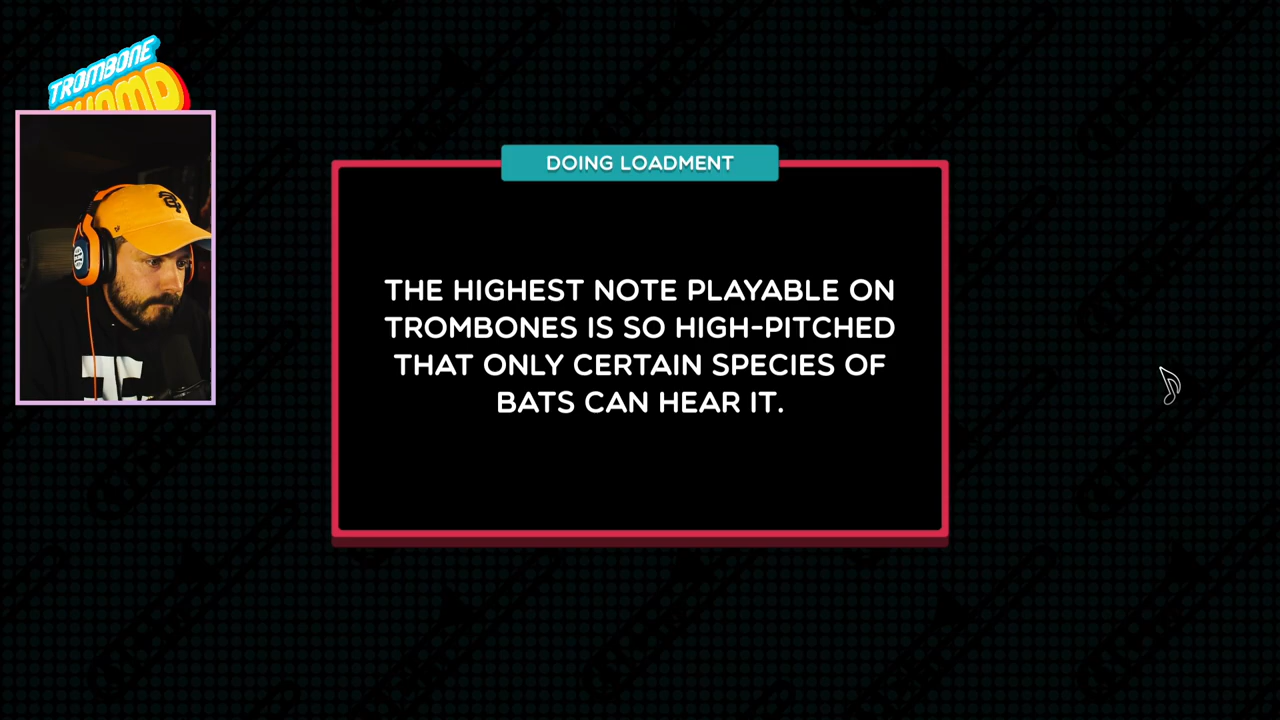 TROMBONE
CHAMP
DOING LOADMENT
THE HIGHEST NOTE PLAYABLE ON
TROMBONES IS SO HIGH-PITCHED
THAT ONLY CERTAIN SPECIES OF
BATS CAN HEAR IT.